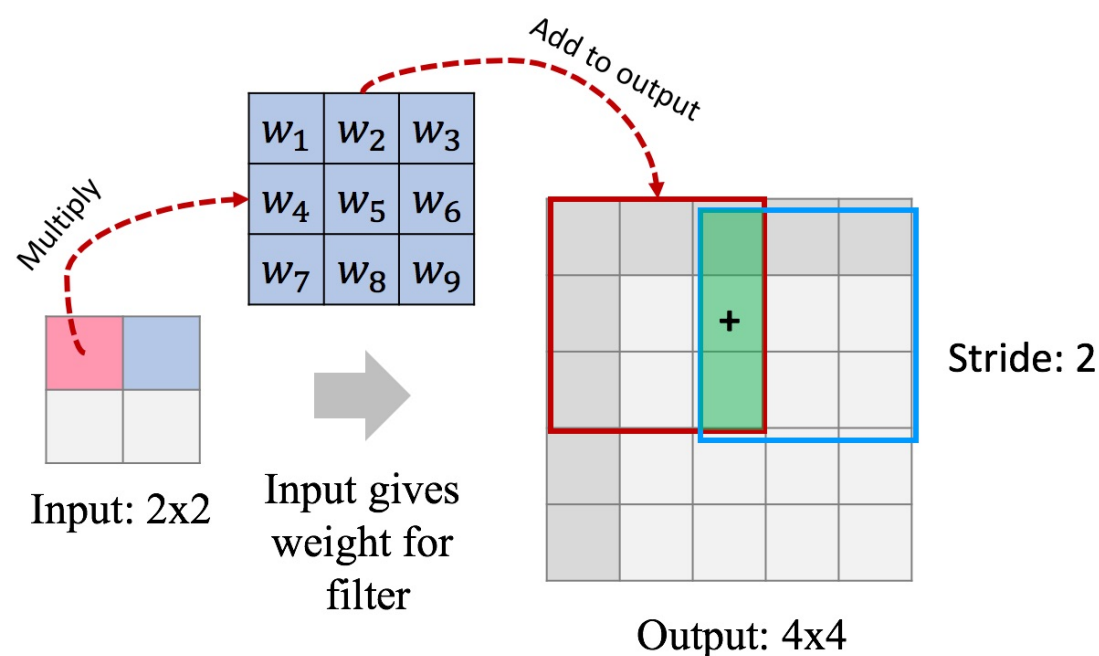 Add to output
Multiply
w₁ w₂ w₃
w₄ w₅ w₆
w₇ w₈ w₉
+
Stride: 2
Input: 2x2
Input gives
weight for
filter
Output: 4x4